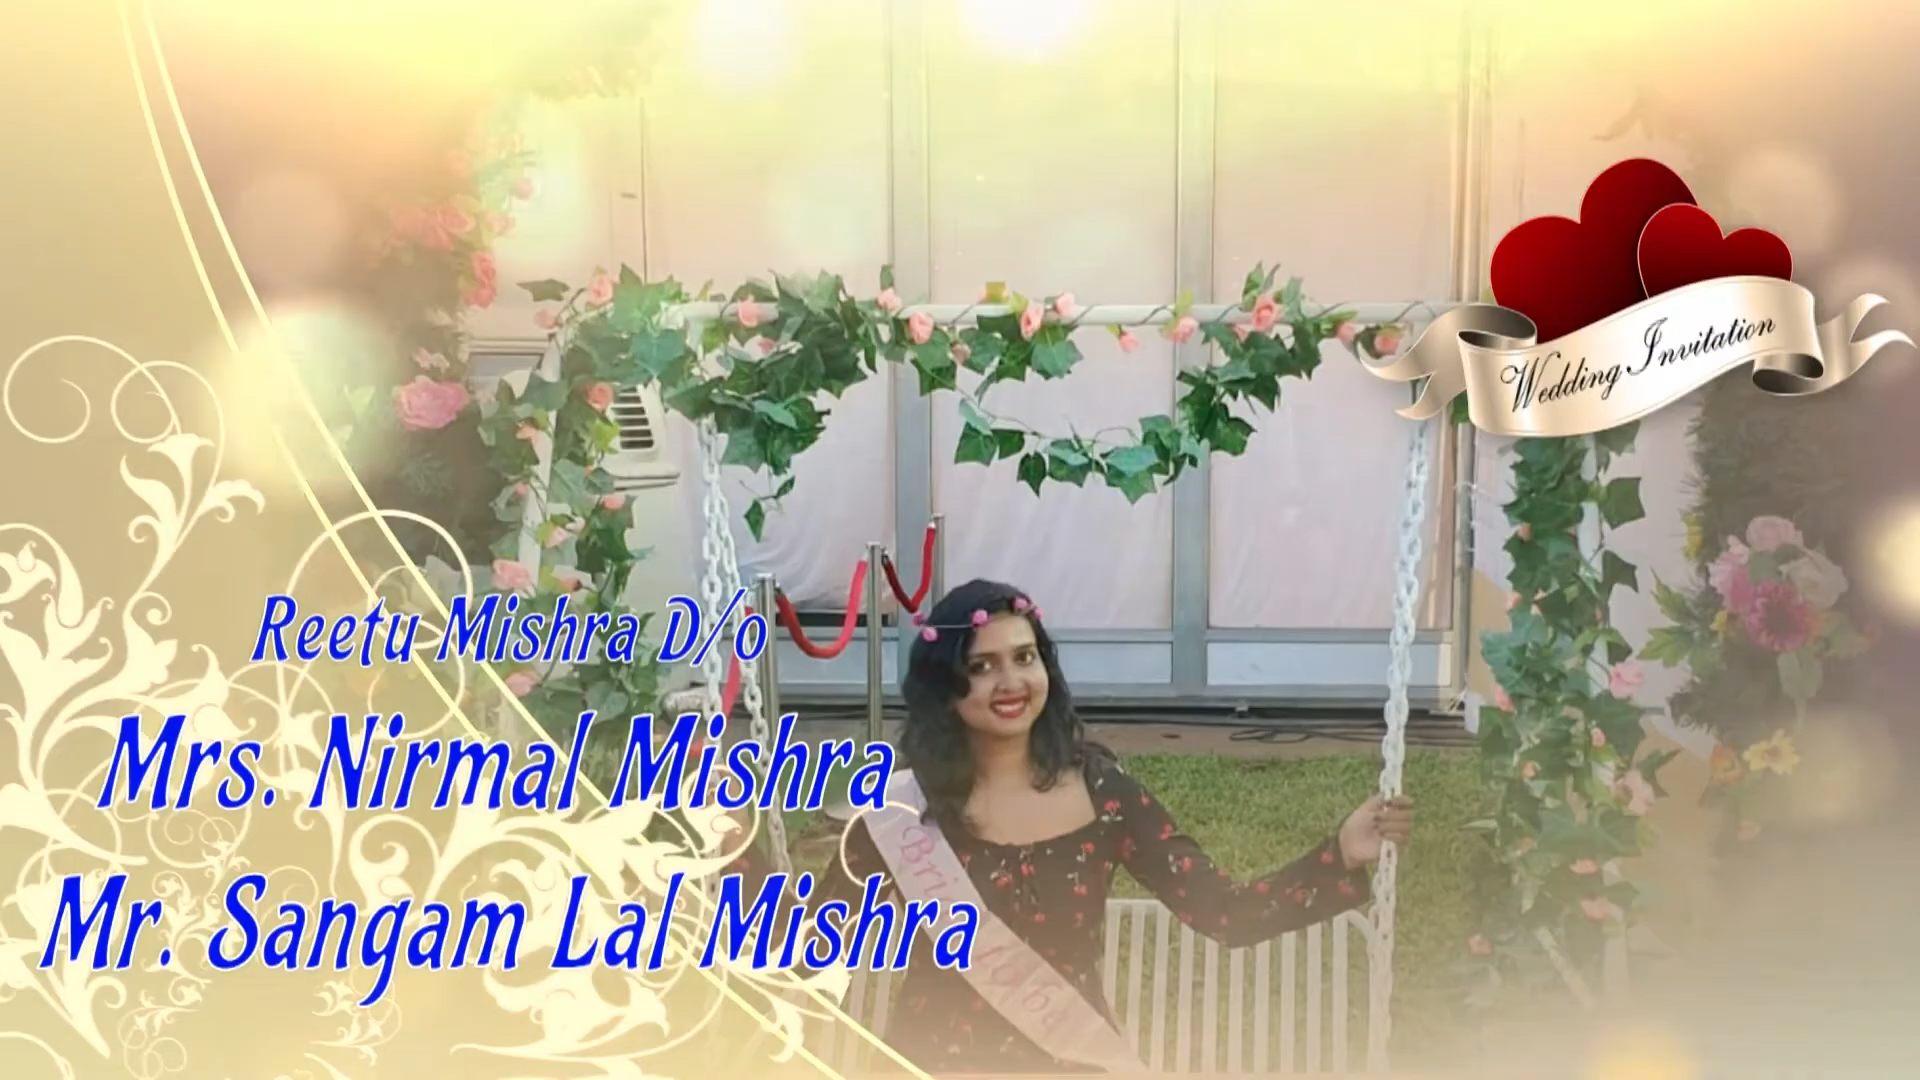 Wedding Invitation
Reetu Mishra D/o
Mrs. Nirmal Mishra
Mr. Sangam Lal Mishra